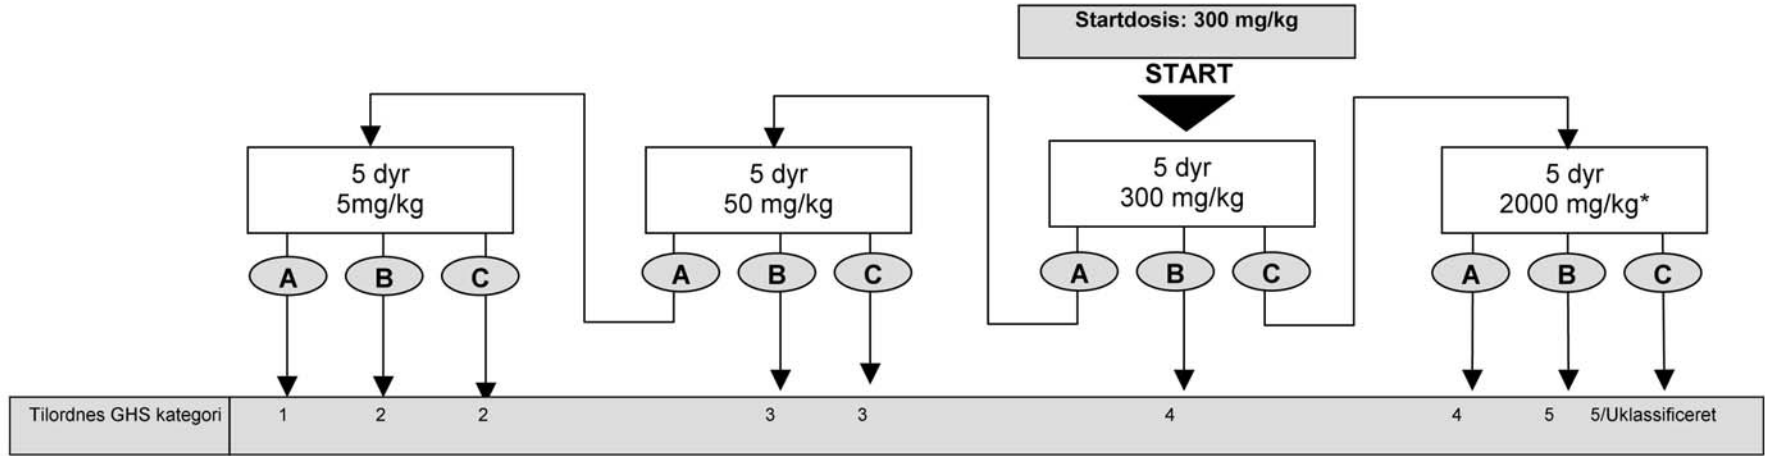 Startdosis: 300 mg/kg
START
5 dyr
5mg/kg
5 dyr
50 mg/kg
5 dyr
300 mg/kg
5 dyr
2000 mg/kg*
A B C A B C A B C A B C
Tilordnes GHS kategori 1 2 2 3 3 4 4 5 5/Uklassificeret